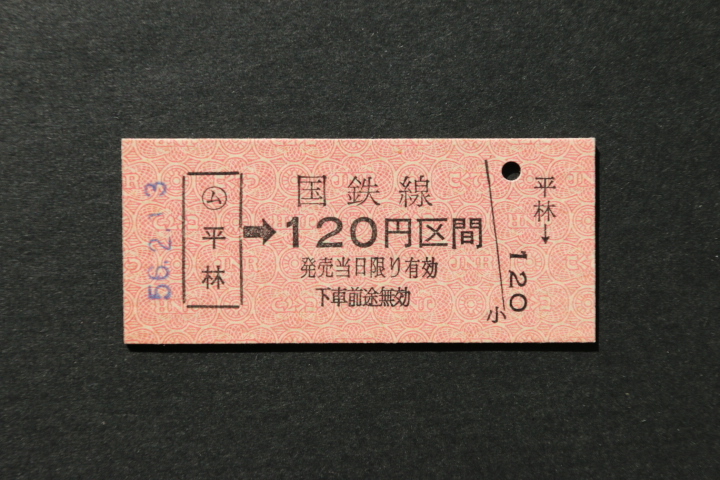 56.2.13
㋰
平林
国鉄線
➡120円区間
発売当日限り有効
下車前途無効
平林→
120
小